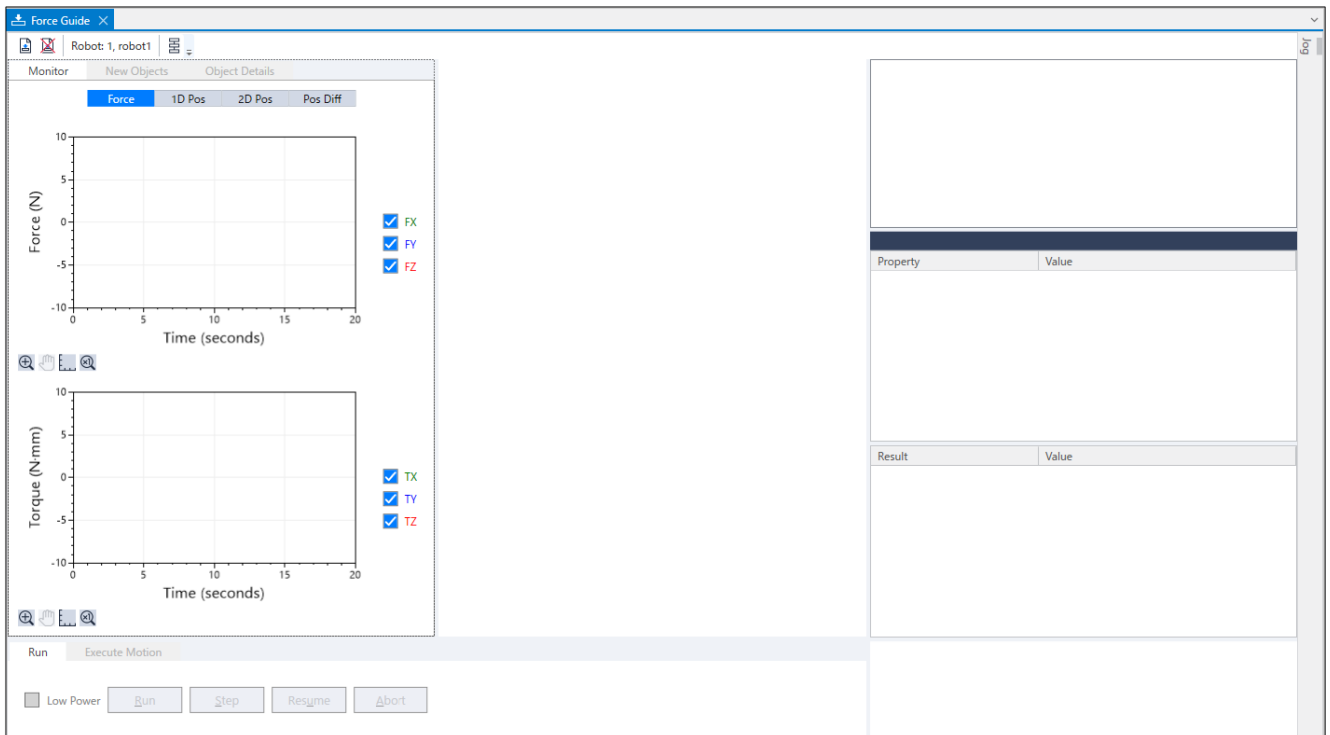 Force Guide
Robot: 1, robot1
Jog
Monitor New Objects Object Details
Force 1D Pos 2D Pos Pos Diff
10
5
0
-5
-10
Force (N)
0 5 10 15 20
Time (seconds)
FX
FY
FZ
10
5
0
-5
-10
Torque (N·mm)
0 5 10 15 20
Time (seconds)
TX
TY
TZ
Property Value
Result Value
Run Execute Motion
Low Power Run Step Resume Abort